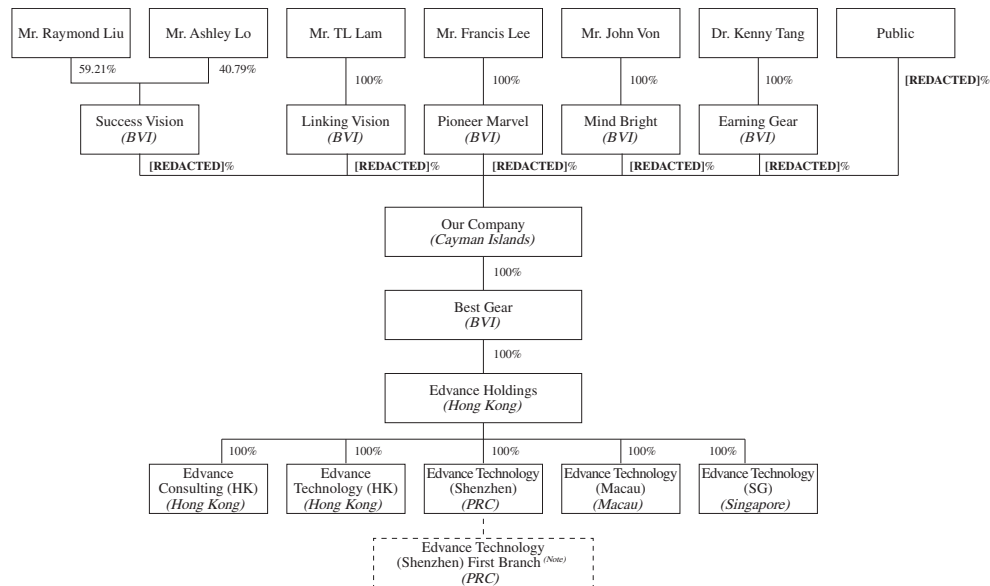 Mr. Raymond Liu
Mr. Ashley Lo
Mr. TL Lam
Mr. Francis Lee
Mr. John Von
Dr. Kenny Tang
Public
59.21%
40.79%
100%
100%
100%
100%
[REDACTED]%
Success Vision
(BVI)
Linking Vision
(BVI)
Pioneer Marvel
(BVI)
Mind Bright
(BVI)
Earning Gear
(BVI)
[REDACTED]%
[REDACTED]%
[REDACTED]%
[REDACTED]%
[REDACTED]%
Our Company
(Cayman Islands)
100%
Best Gear
(BVI)
100%
Edvance Holdings
(Hong Kong)
100%
100%
100%
100%
100%
Edvance
Consulting (HK)
(Hong Kong)
Edvance
Technology (HK)
(Hong Kong)
Edvance Technology
(Shenzhen)
(PRC)
Edvance Technology
(Macau)
(Macau)
Edvance Technology
(SG)
(Singapore)
Edvance Technology
(Shenzhen) First Branch (Note)
(PRC)